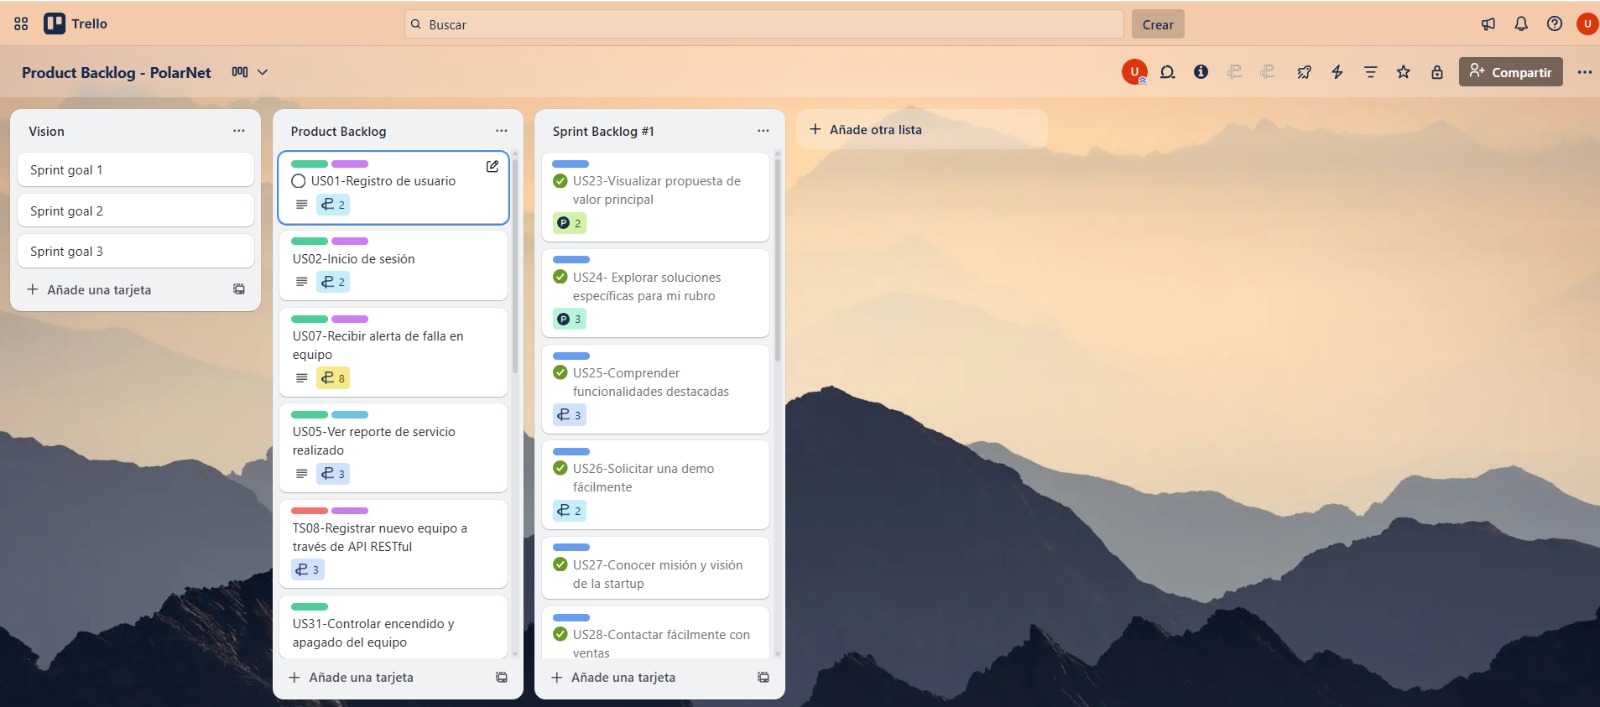 Trello
Buscar
Crear
U
Product Backlog - PolarNet
U
Compartir
Vision
Sprint goal 1
Sprint goal 2
Sprint goal 3
Añade una tarjeta
Product Backlog
US01-Registro de usuario
2
US02-Inicio de sesión
2
US07-Recibir alerta de falla en
equipo
8
US05-Ver reporte de servicio
realizado
3
TS08-Registrar nuevo equipo a
través de API RESTful
3
US31-Controlar encendido y
apagado del equipo
Añade una tarjeta
Sprint Backlog #1
US23-Visualizar propuesta de
valor principal
P 2
US24- Explorar soluciones
específicas para mi rubro
P 3
US25-Comprender
funcionalidades destacadas
3
US26-Solicitar una demo
fácilmente
2
US27-Conocer misión y visión
de la startup
US28-Contactar fácilmente con
ventas
Añade una tarjeta
Añade otra lista